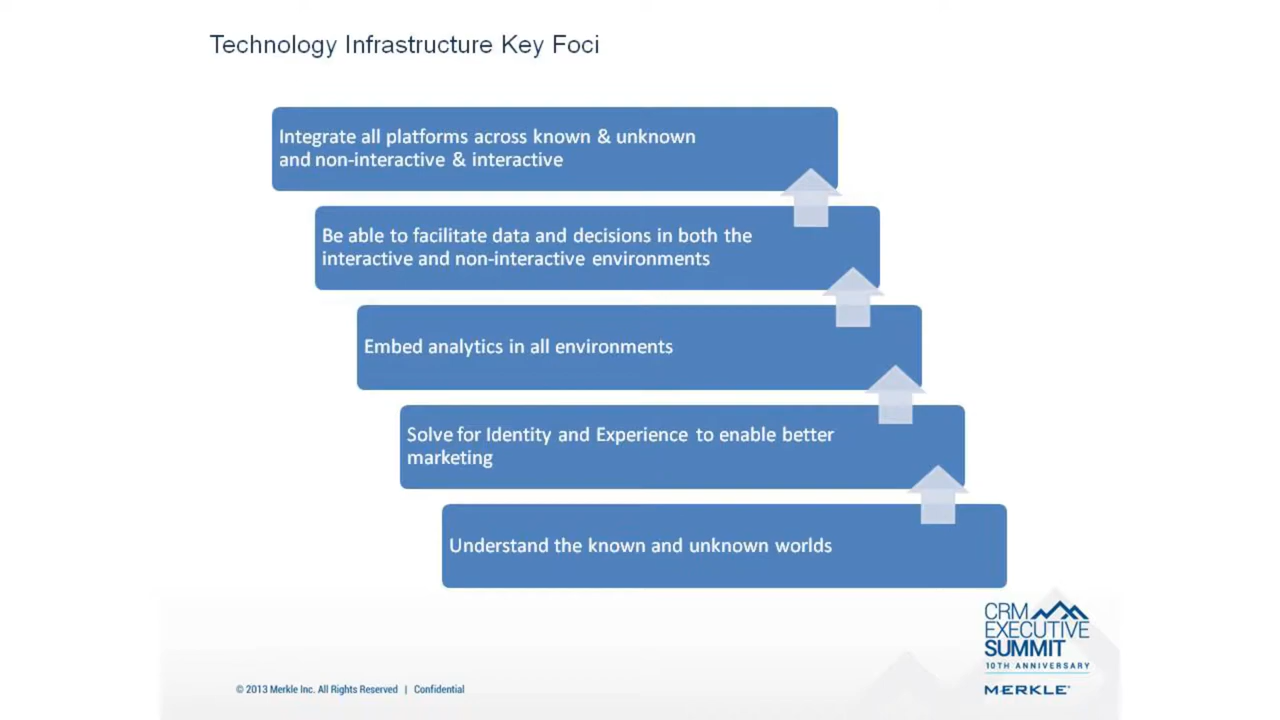 Technology Infrastructure Key Foci
Integrate all platforms across known & unknown
and non-interactive & interactive
Be able to facilitate data and decisions in both the
interactive and non-interactive environments
Embed analytics in all environments
Solve for Identity and Experience to enable better
marketing
Understand the known and unknown worlds
CRM
EXECUTIVE
SUMMIT
10TH ANNIVERSARY
MERKLE
© 2013 Merkle Inc. All Rights Reserved | Confidential